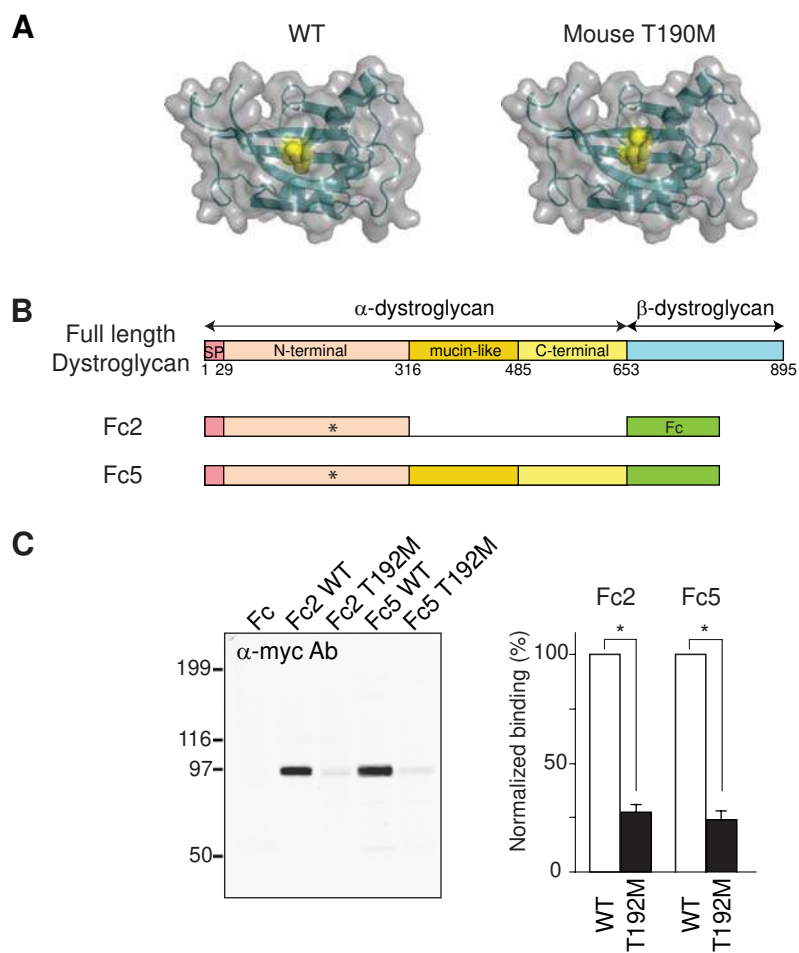 A
WT Mouse T190M
B
α-dystroglycan β-dystroglycan
Full length
Dystroglycan
SP N-terminal mucin-like C-terminal
1 29 316 485 653 895
Fc2 * Fc
Fc5 *
C
Fc Fc2 WT Fc2 T192M Fc5 WT Fc5 T192M
α-myc Ab
199
116
97
50
Fc2 Fc5
* *
Normalized binding (%)
100
50
0
WT T192M WT T192M